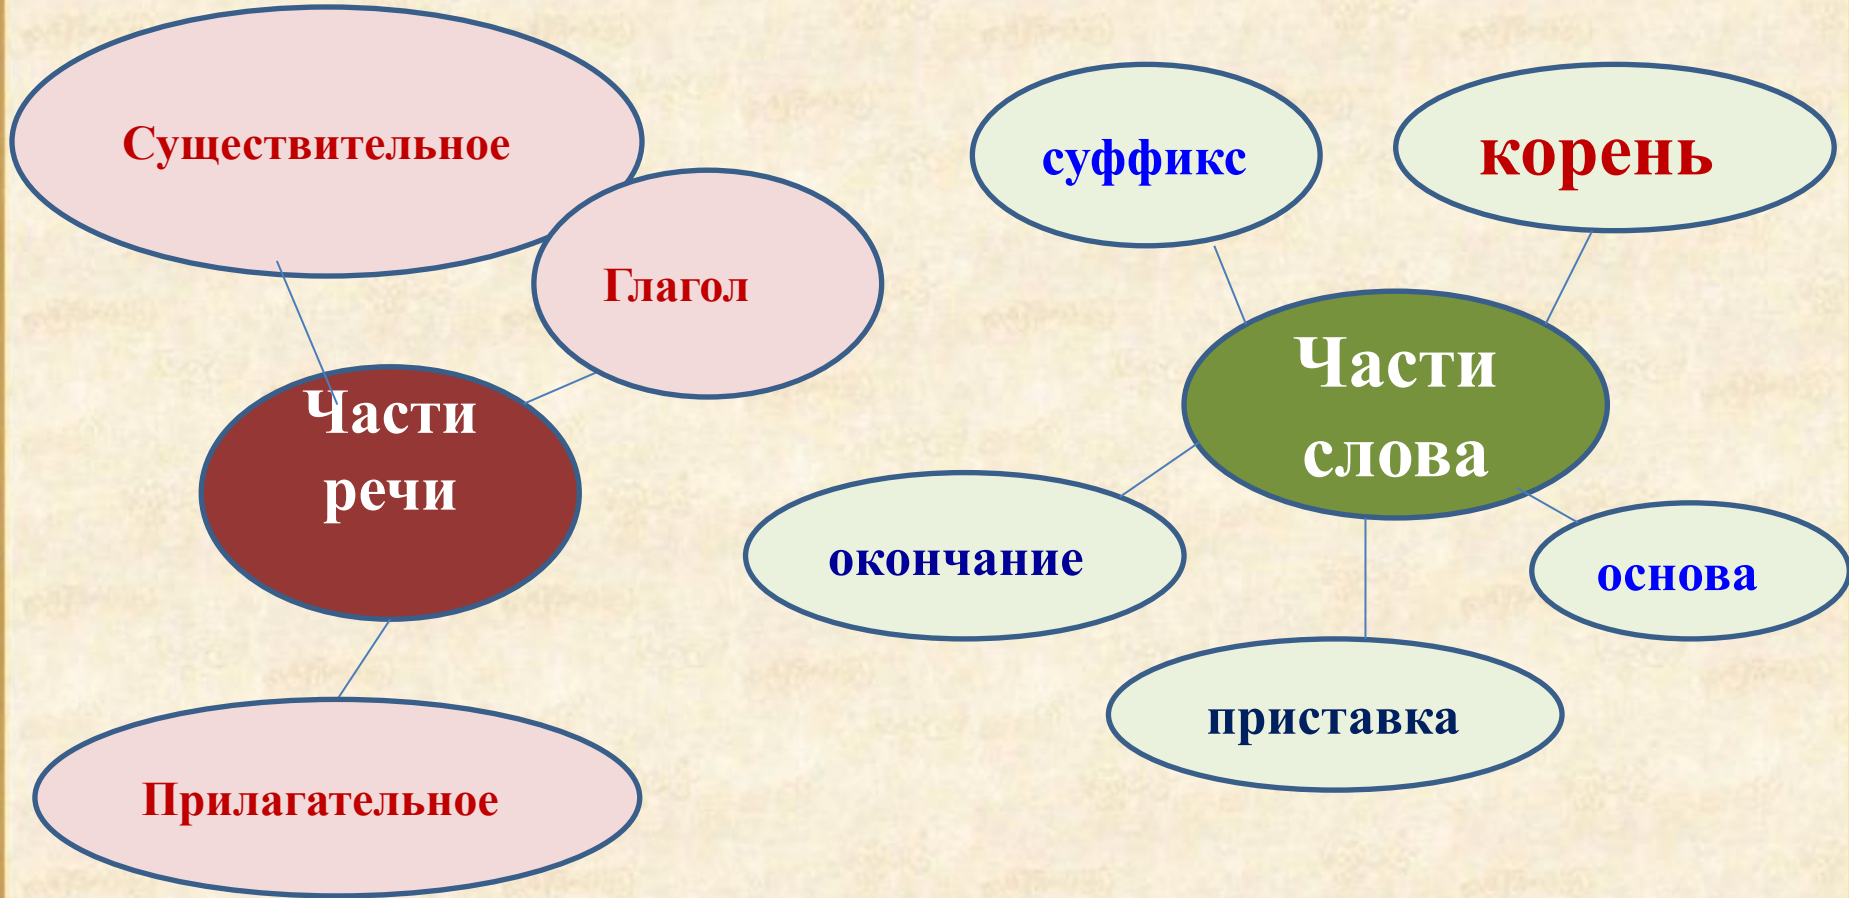 Существительное
Глагол
Части
речи
Прилагательное
суффикс
корень
Части
слова
окончание
основа
приставка